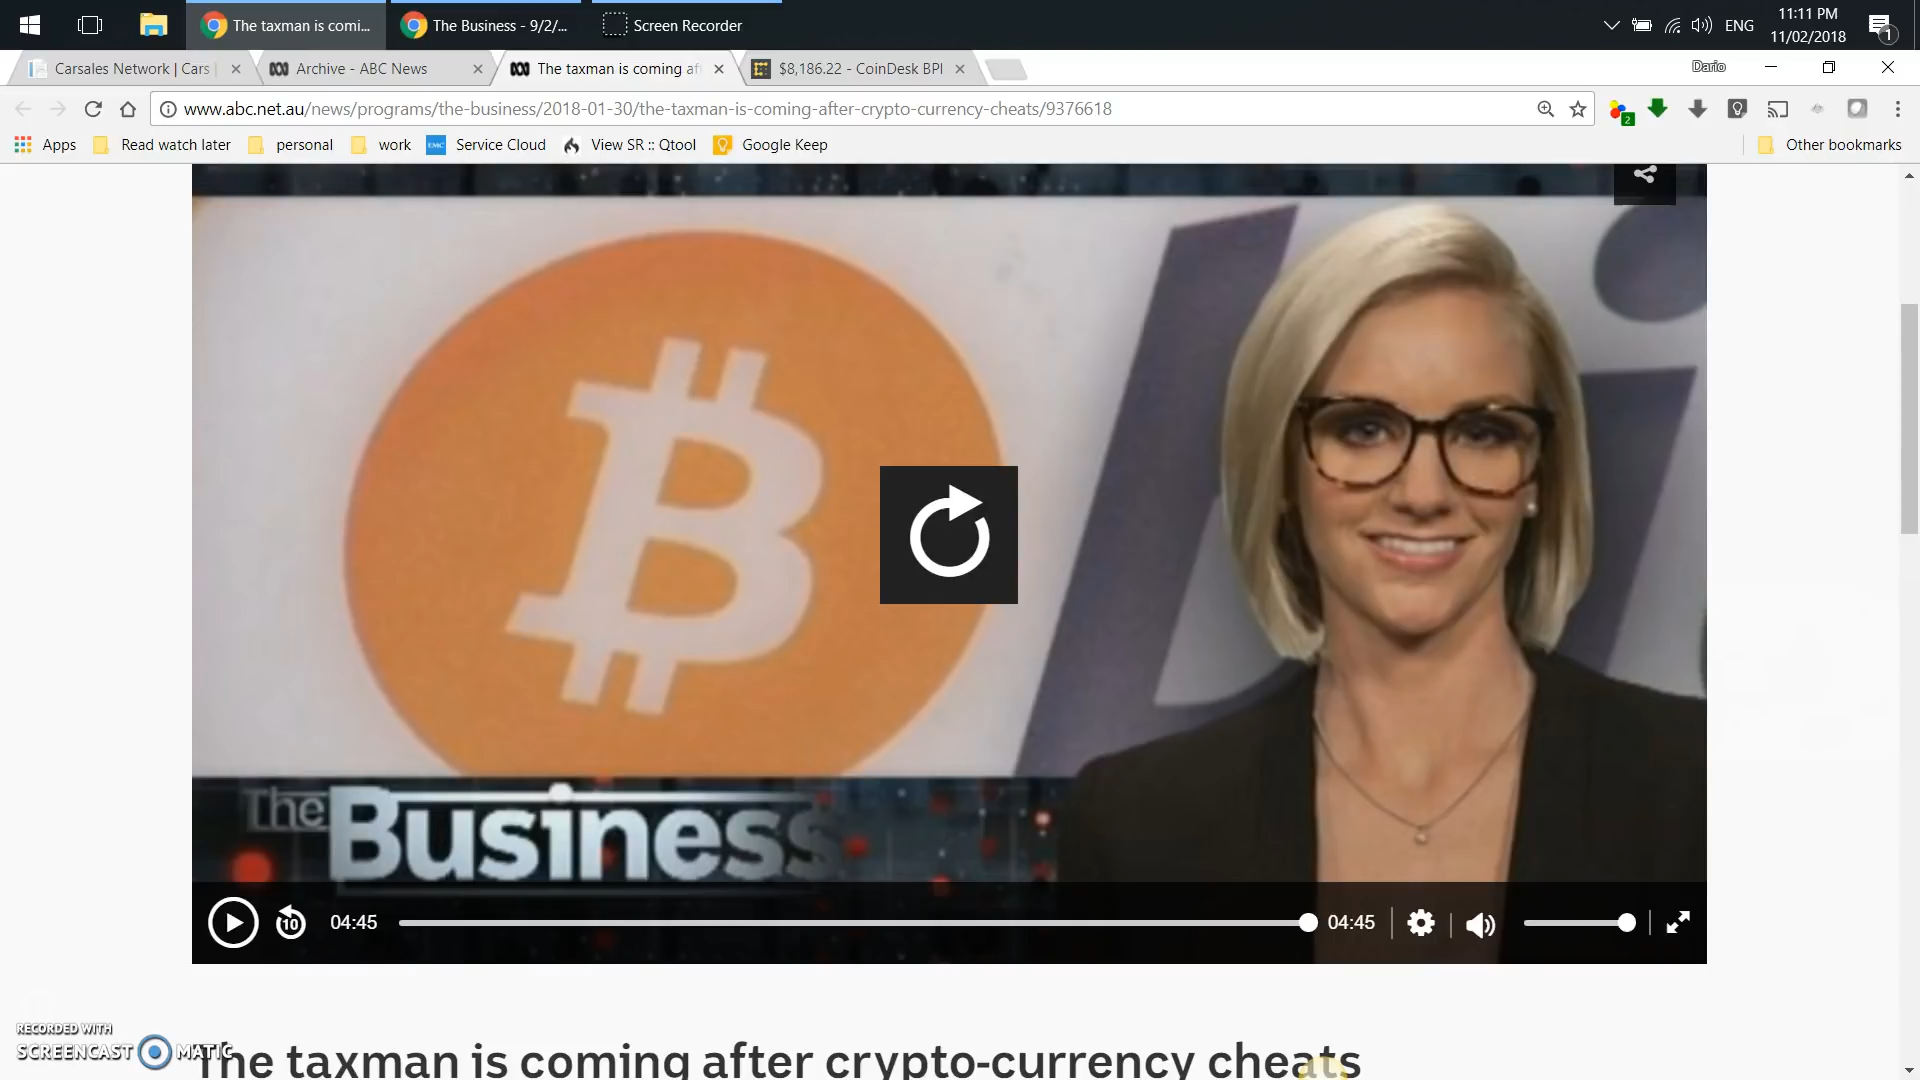 The taxman is comi...
The Business - 9/2/...
Screen Recorder
ENG
11:11 PM
11/02/2018
1
Carsales Network | Cars
Archive - ABC News
The taxman is coming af
$8,186.22 - CoinDesk BPI
Dario
www.abc.net.au/news/programs/the-business/2018-01-30/the-taxman-is-coming-after-crypto-currency-cheats/9376618
2
Apps
Read watch later
personal
work
EMC
Service Cloud
View SR :: Qtool
Google Keep
Other bookmarks
The Business
10
04:45
04:45
RECORDED WITH
SCREENCAST MATIC
The taxman is coming after crypto-currency cheats